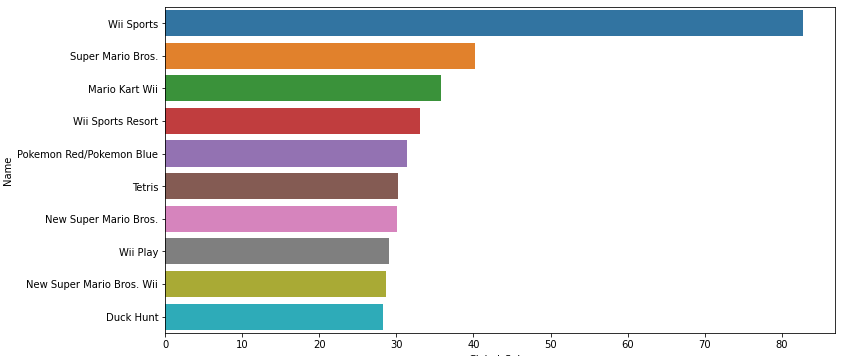 Name
Wii Sports
Super Mario Bros.
Mario Kart Wii
Wii Sports Resort
Pokemon Red/Pokemon Blue
Tetris
New Super Mario Bros.
Wii Play
New Super Mario Bros. Wii
Duck Hunt
0 10 20 30 40 50 60 70 80